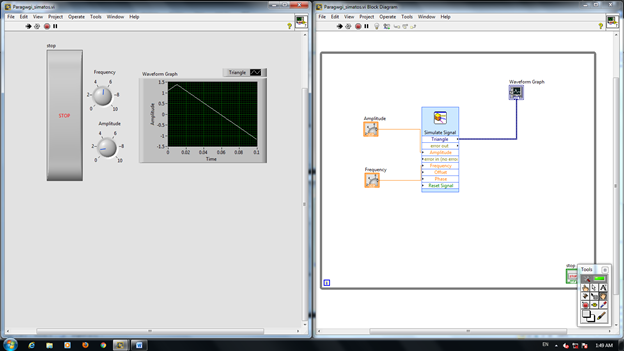 Paragwgi_simatos.vi
File Edit View Project Operate Tools Window Help
stop
STOP
Frequency
4 6
2 8
0 10
Amplitude
4 6
2 8
0 10
Waveform Graph
Triangle
Amplitude
1.5
1
0.5
0
-0.5
-1
-1.5
0 0.02 0.04 0.06 0.08 0.1
Time
Paragwgi_simatos.vi Block Diagram
File Edit View Project Operate Tools Window Help
Waveform Graph
Amplitude
Frequency
Simulate Signal
Triangle
error out
Amplitude
error in (no error
Frequency
Offset
Phase
Reset Signal
i
stop
Tools
EN
1:49 AM